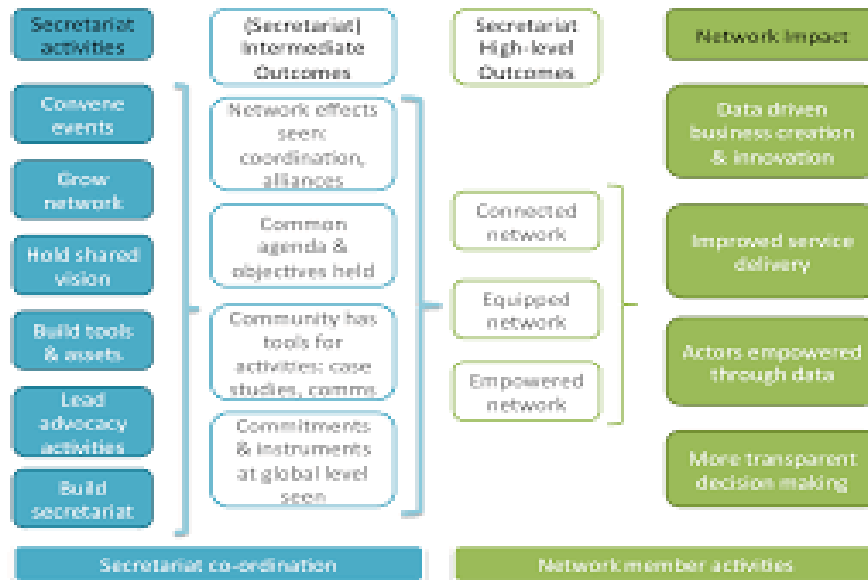 Secretariat
activities
Convene
events
Grow
network
Hold shared
vision
Build tools
& assets
Lead
advocacy
activities
Build
secretariat
(Secretariat)
Intermediate
Outcomes
Network effects
seen:
coordination,
alliances
Common
agenda &
objectives held
Community has
tools for
activities: case
studies, comms
Commitments
& instruments
at global level
seen
Secretariat
High-level
Outcomes
Connected
network
Equipped
network
Empowered
network
Network Impact
Data driven
business creation
& innovation
Improved service
delivery
Actors empowered
through data
More transparent
decision making
Secretariat co-ordination
Network member activities